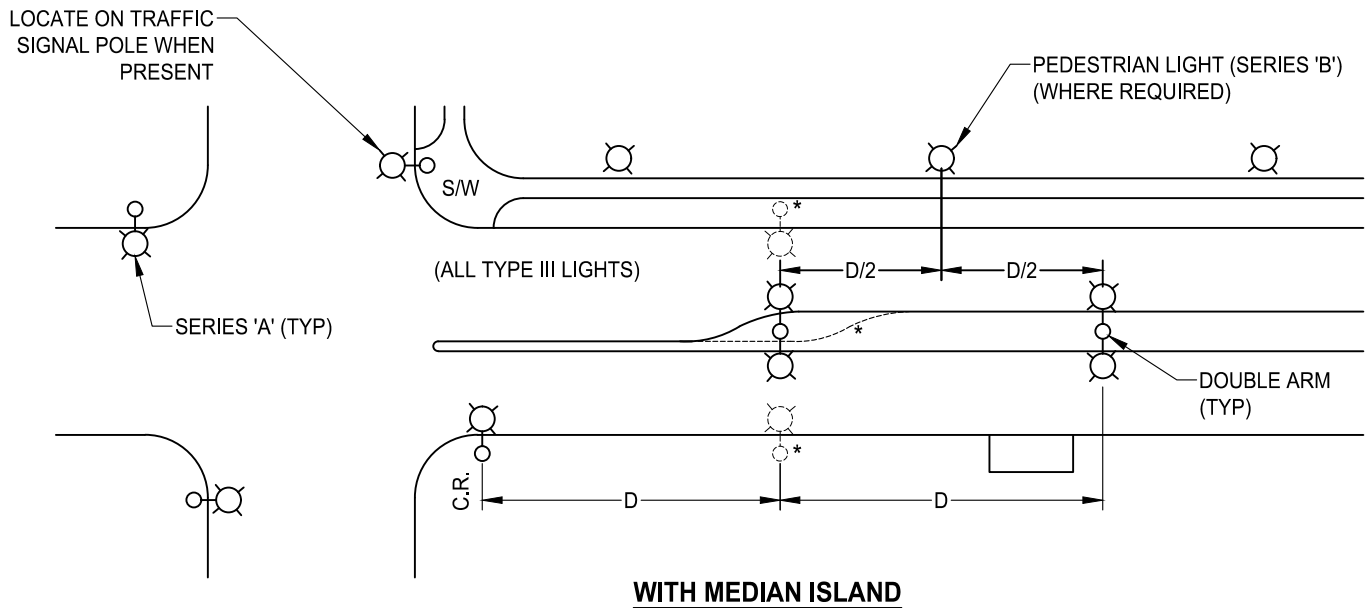 LOCATE ON TRAFFIC
SIGNAL POLE WHEN
PRESENT
PEDESTRIAN LIGHT (SERIES 'B')
(WHERE REQUIRED)
S/W
*
(ALL TYPE III LIGHTS)
D/2
D/2
SERIES 'A' (TYP)
*
DOUBLE ARM
(TYP)
*
C.R.
D
D
WITH MEDIAN ISLAND